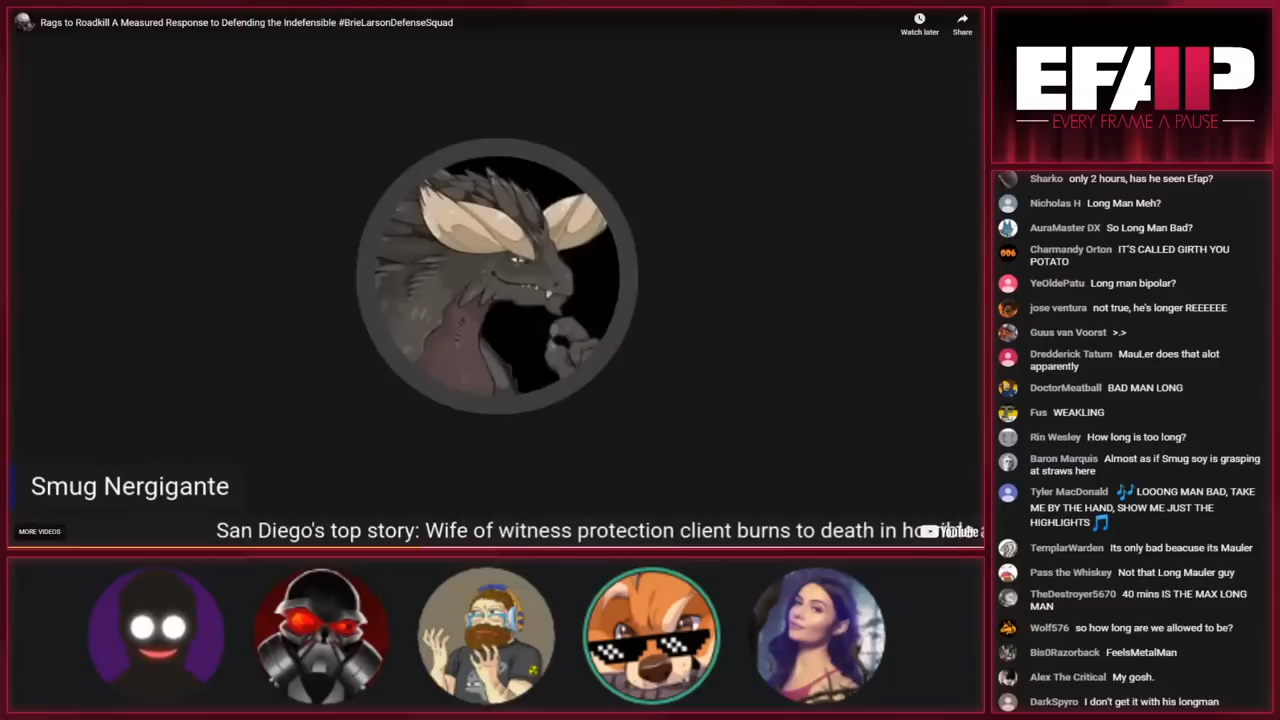 Rags to Roadkill A Measured Response to Defending the Indefensible #BrieLarsonDefenseSquad
Watch later
Share
EFAP
EVERY FRAME A PAUSE
Smug Nergigante
MORE VIDEOS
San Diego's top story: Wife of witness protection client burns to death in
YouTube
Sharko only 2 hours, has he seen Efap?
Nicholas H Long Man Meh?
AuraMaster DX So Long Man Bad?
Charmandy Orton IT'S CALLED GIRTH YOU
POTATO
YeOldePatu Long man bipolar?
jose ventura not true, he's longer REEEEEE
Guus van Voorst >.>
Dredderick Tatum MauLer does that alot
apparently
DoctorMeatball BAD MAN LONG
Fus WEAKLING
Rin Wesley How long is too long?
Baron Marquis Almost as if Smug soy is grasping
at straws here
Tyler MacDonald 🎶 LOOONG MAN BAD, TAKE
ME BY THE HAND, SHOW ME JUST THE
HIGHLIGHTS 🎵
TemplarWarden Its only bad beacuse its Mauler
Pass the Whiskey Not that Long Mauler guy
TheDestroyer5670 40 mins IS THE MAX LONG
MAN
Wolf576 so how long are we allowed to be?
Bis0Razorback FeelsMetalMan
Alex The Critical My gosh.
DarkSpyro I don't get it with his longman